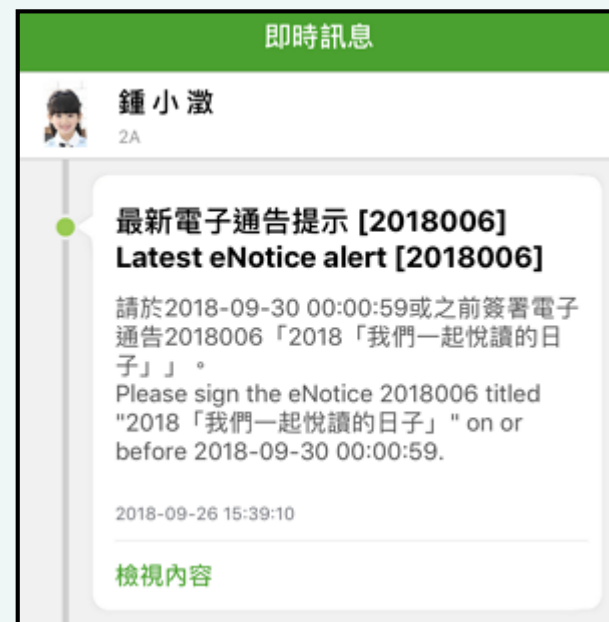 即時訊息
鍾小澂
2A
最新電子通告提示 [2018006]
Latest eNotice alert [2018006]
請於2018-09-30 00:00:59或之前簽署電子
通告2018006「2018「我們一起悅讀的日
子」」。
Please sign the eNotice 2018006 titled
"2018「我們一起悅讀的日子」" on or
before 2018-09-30 00:00:59.
2018-09-26 15:39:10
檢視內容